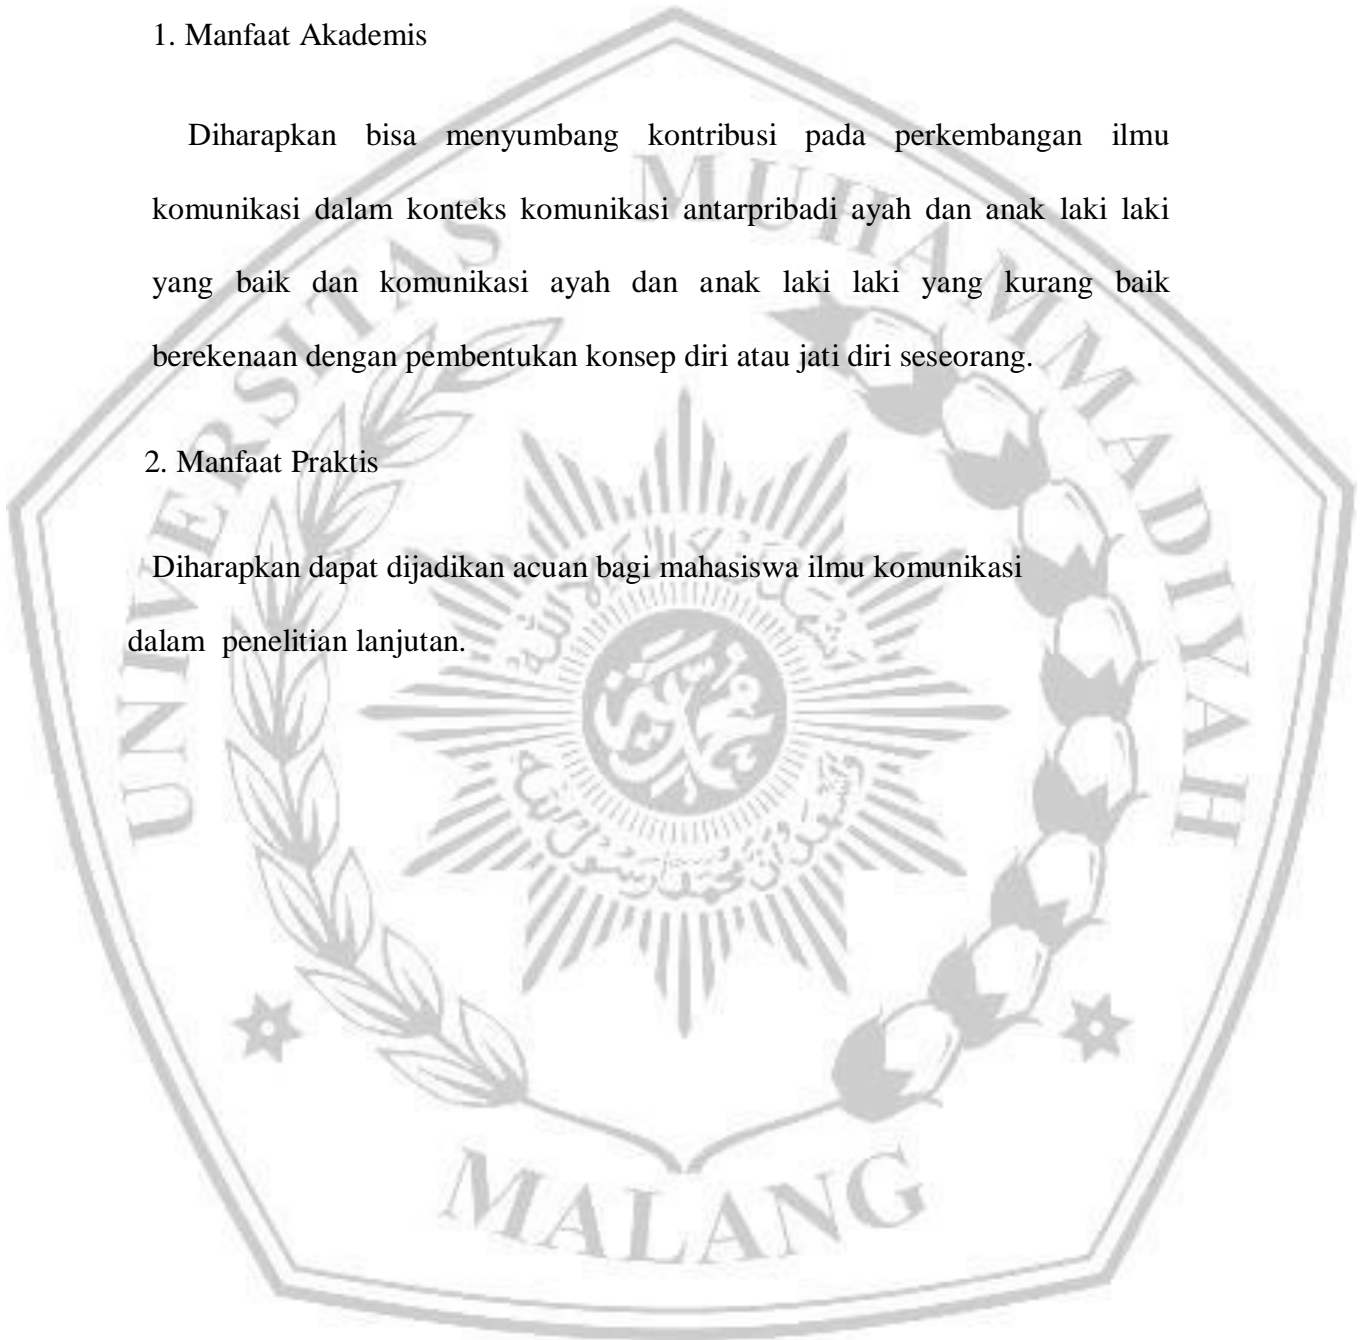 1. Manfaat Akademis
Diharapkan bisa menyumbang kontribusi pada perkembangan ilmu
komunikasi dalam konteks komunikasi antarpribadi ayah dan anak laki laki
yang baik dan komunikasi ayah dan anak laki laki yang kurang baik
berekenaan dengan pembentukan konsep diri atau jati diri seseorang.
2. Manfaat Praktis
Diharapkan dapat dijadikan acuan bagi mahasiswa ilmu komunikasi
dalam penelitian lanjutan.
UNIVERSITAS MUHAMMADIYAH
MALANG